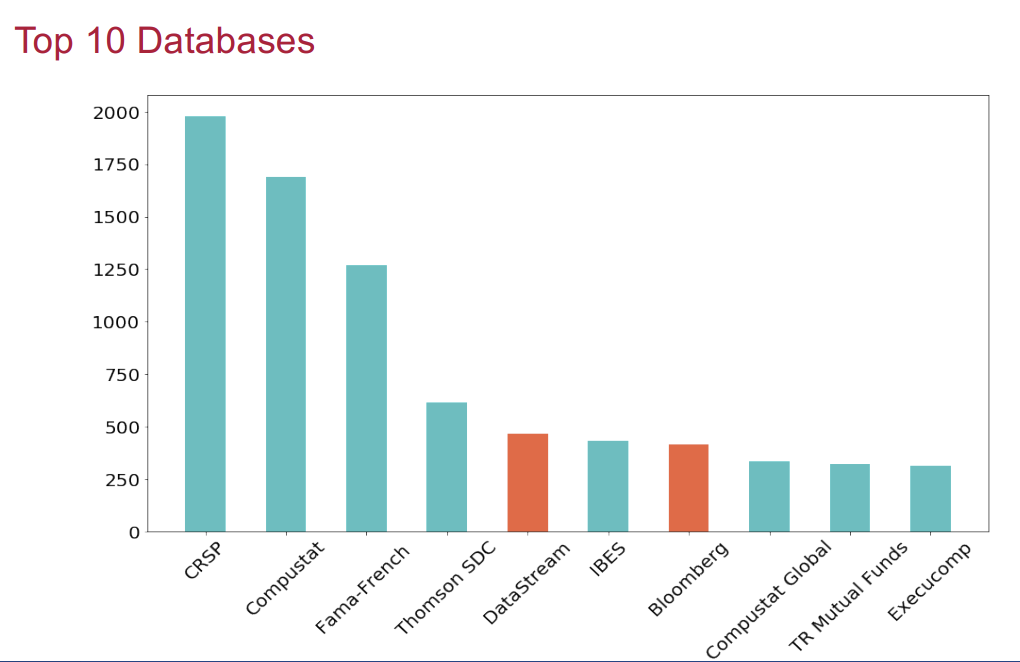 Top 10 Databases
2000
1750
1500
1250
1000
750
500
250
0
CRSP
Compustat
Fama-French
Thomson SDC
DataStream
IBES
Bloomberg
Compustat Global
TR Mutual Funds
Execucomp